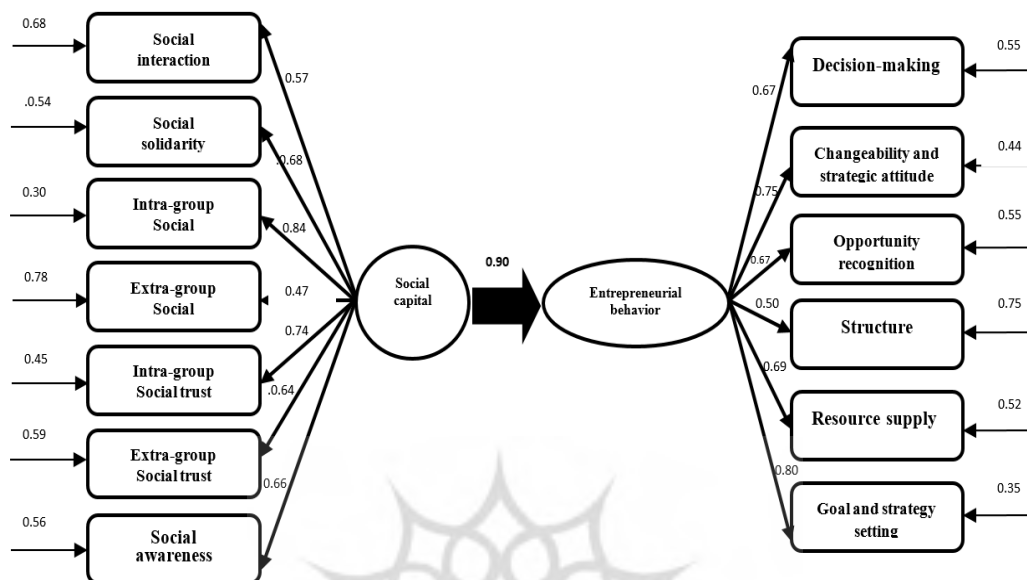 0.68
Social
interaction
0.57
.0.54
Social
solidarity
.0.68
0.30
Intra-group
Social
0.84
0.78
Extra-group
Social
0.47
0.45
Intra-group
Social trust
0.74
0.59
Extra-group
Social trust
.0.64
0.56
Social
awareness
0.66
Social
capital
0.90
Entrepreneurial
behavior
0.67
Decision-making
0.55
0.75
Changeability and
strategic attitude
0.44
0.67
Opportunity
recognition
0.55
0.50
Structure
0.75
0.69
Resource supply
0.52
0.80
Goal and strategy
setting
0.35